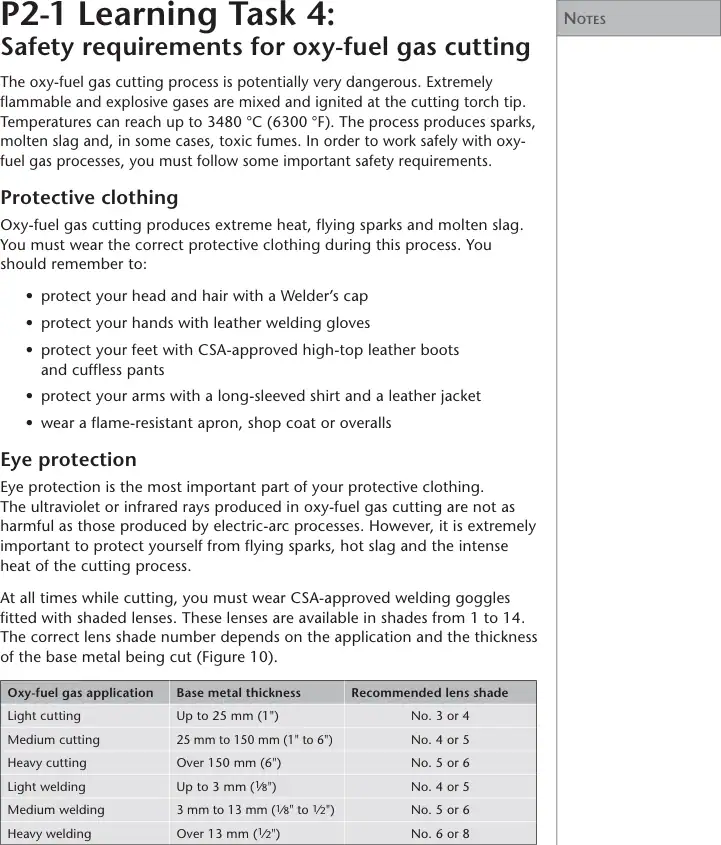 P2-1 Learning Task 4:
Safety requirements for oxy-fuel gas cutting
NOTES
The oxy-fuel gas cutting process is potentially very dangerous. Extremely
flammable and explosive gases are mixed and ignited at the cutting torch tip.
Temperatures can reach up to 3480 °C (6300 °F). The process produces sparks,
molten slag and, in some cases, toxic fumes. In order to work safely with oxy-
fuel gas processes, you must follow some important safety requirements.
Protective clothing
Oxy-fuel gas cutting produces extreme heat, flying sparks and molten slag.
You must wear the correct protective clothing during this process. You
should remember to:
• protect your head and hair with a Welder’s cap
• protect your hands with leather welding gloves
• protect your feet with CSA-approved high-top leather boots
and cuffless pants
• protect your arms with a long-sleeved shirt and a leather jacket
• wear a flame-resistant apron, shop coat or overalls
Eye protection
Eye protection is the most important part of your protective clothing.
The ultraviolet or infrared rays produced in oxy-fuel gas cutting are not as
harmful as those produced by electric-arc processes. However, it is extremely
important to protect yourself from flying sparks, hot slag and the intense
heat of the cutting process.
At all times while cutting, you must wear CSA-approved welding goggles
fitted with shaded lenses. These lenses are available in shades from 1 to 14.
The correct lens shade number depends on the application and the thickness
of the base metal being cut (Figure 10).
Oxy-fuel gas application Base metal thickness Recommended lens shade
Light cutting Up to 25 mm (1") No. 3 or 4
Medium cutting 25 mm to 150 mm (1" to 6") No. 4 or 5
Heavy cutting Over 150 mm (6") No. 5 or 6
Light welding Up to 3 mm (1⁄8") No. 4 or 5
Medium welding 3 mm to 13 mm (1⁄8" to 1⁄2") No. 5 or 6
Heavy welding Over 13 mm (1⁄2") No. 6 or 8